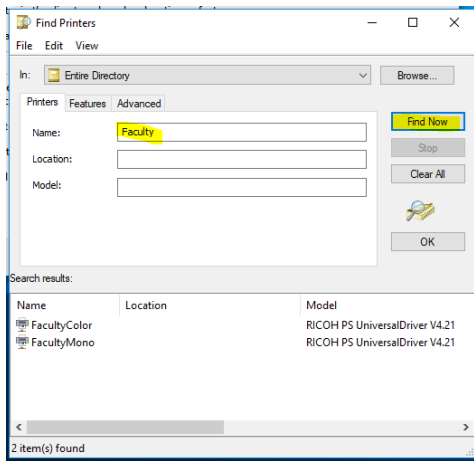 Find Printers
File Edit View
In: Entire Directory Browse...
Printers Features Advanced
Name: Faculty Find Now
Location: Stop
Model: Clear All
OK
Search results:
Name Location Model
FacultyColor RICOH PS UniversalDriver V4.21
FacultyMono RICOH PS UniversalDriver V4.21
2 item(s) found